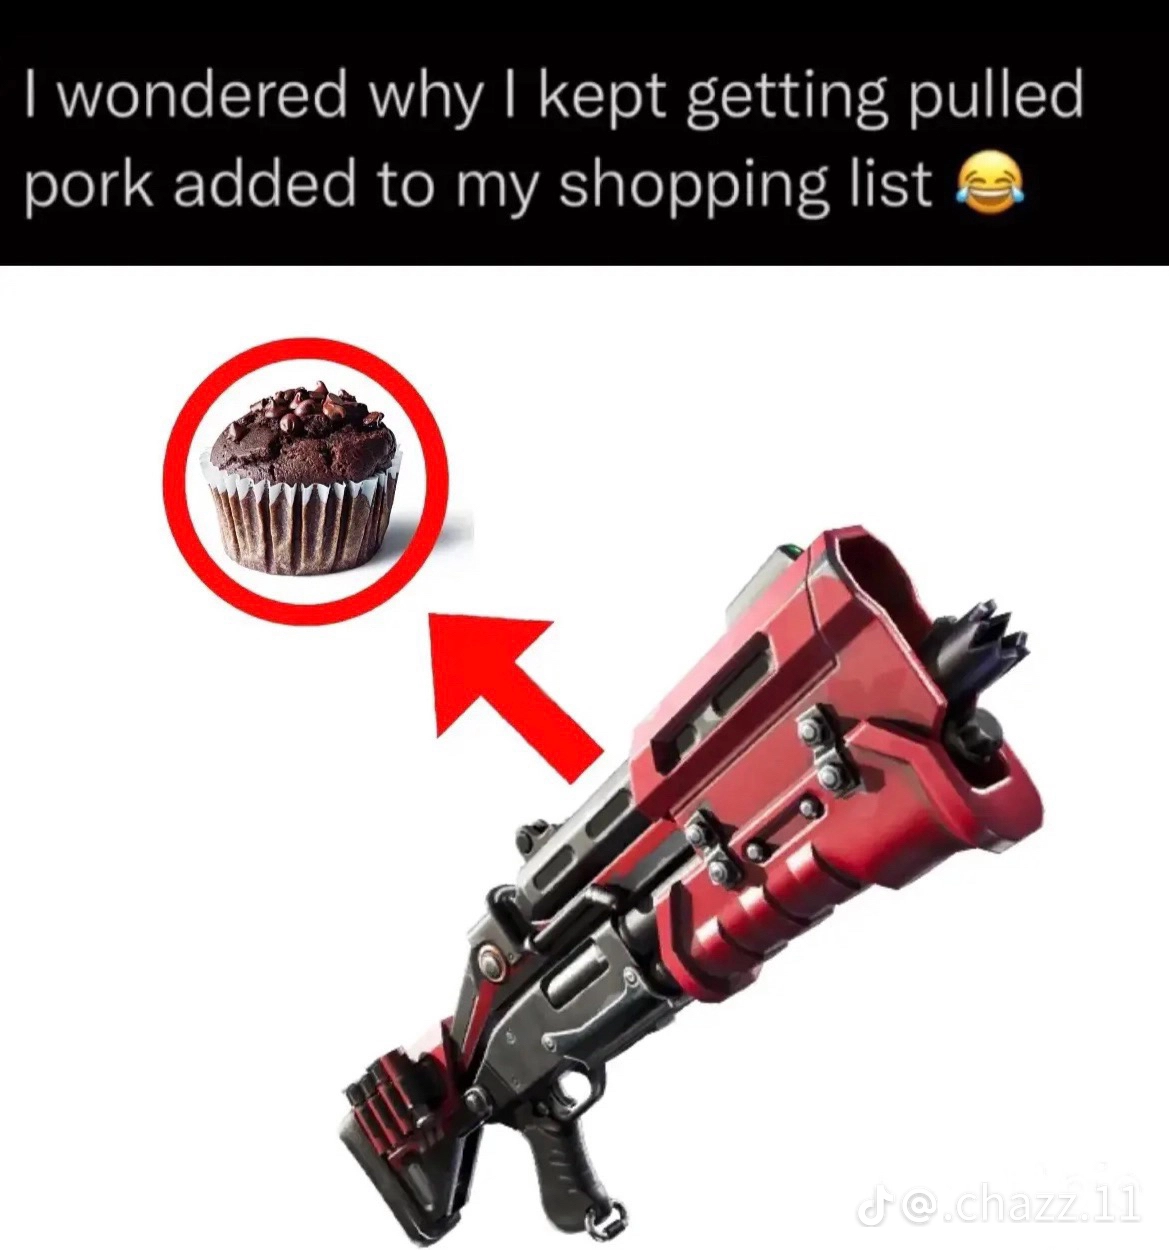 I wondered why I kept getting pulled
pork added to my shopping list 😂
@.chazz.11